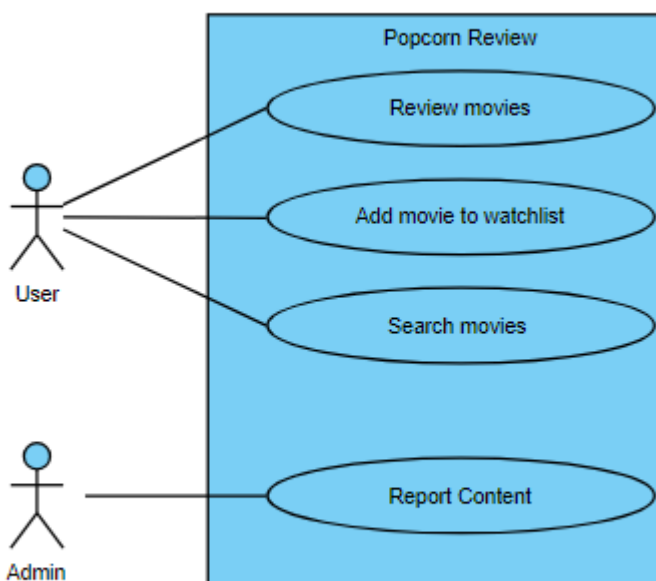 Popcorn Review
Review movies
Add movie to watchlist
User
Search movies
Report Content
Admin